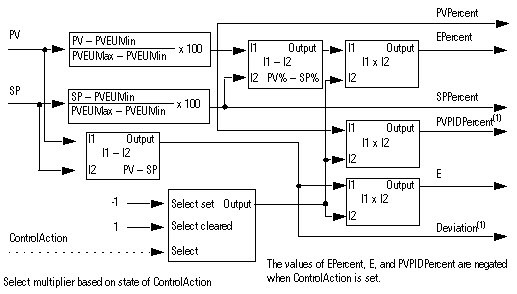 PVPercent
PV
PV – PVEUMin
PVEUMax – PVEUMin
x 100
I1 Output
I1 – I2
I2 PV% – SP%
I1 Output
I1 x I2
I2
EPercent
SP
SP – PVEUMin
PVEUMax – PVEUMin
x 100
SPPercent
I1 Output
I1 – I2
I2 PV – SP
I1 Output
I1 x I2
I2
PVPIDPercent(1)
I1 Output
I1 x I2
I2
E
-1
Select set Output
1
Select cleared
ControlAction
Select
Deviation(1)
Select multiplier based on state of ControlAction
The values of EPercent, E, and PVPIDPercent are negated
when ControlAction is set.